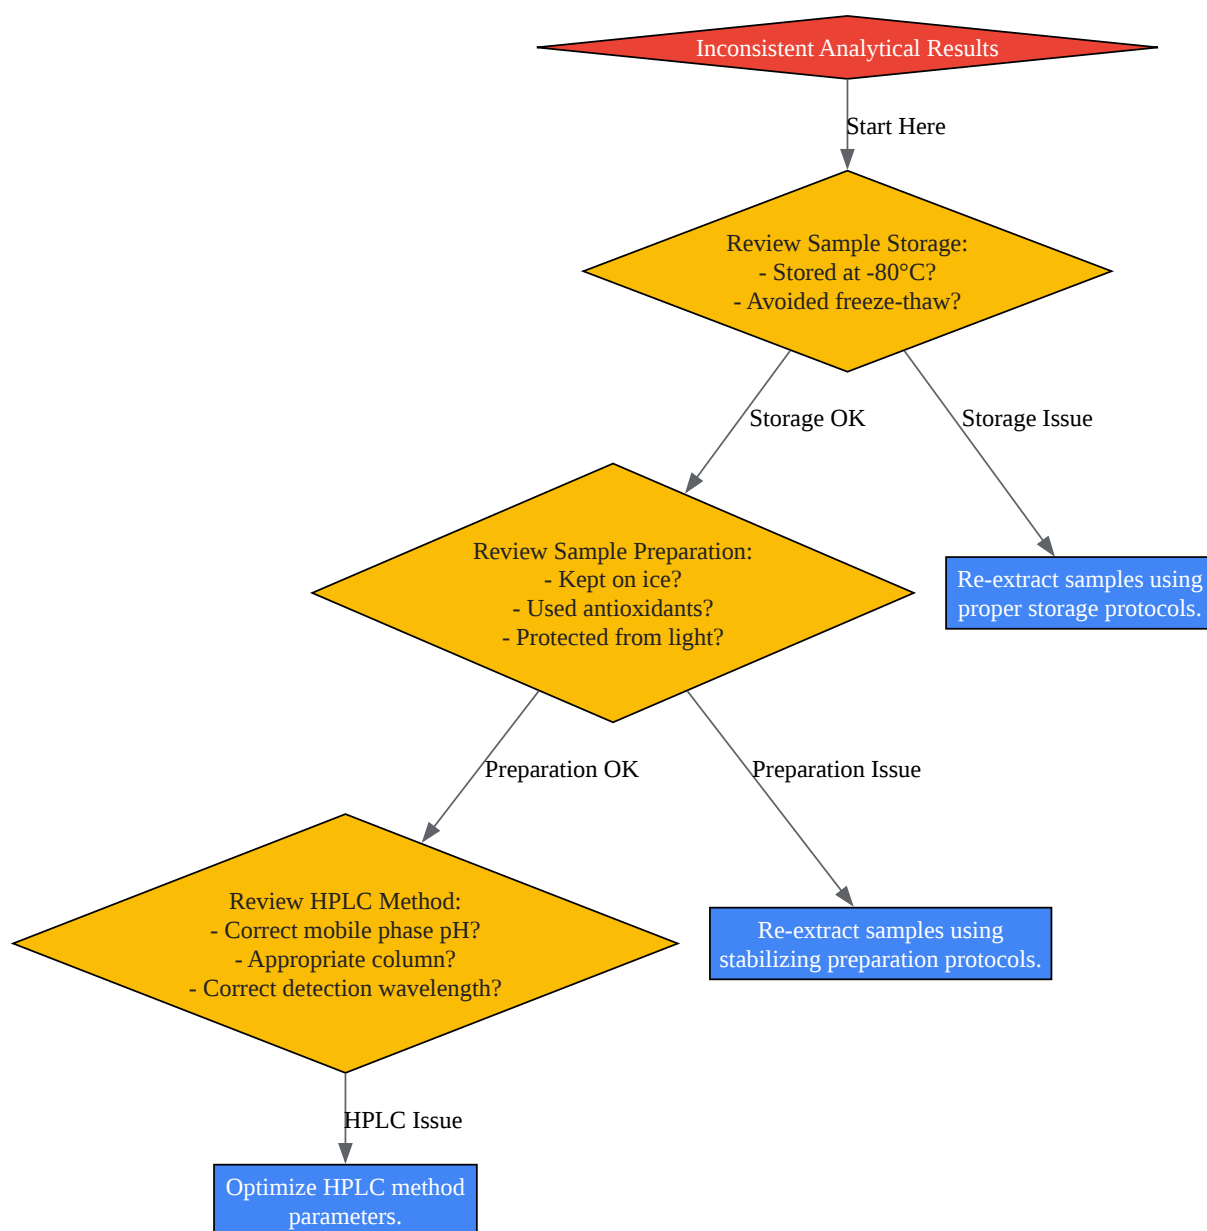 Inconsistent Analytical Results
Start Here
Review Sample Storage:
- Stored at -80°C?
- Avoided freeze-thaw?
Storage OK
Storage Issue
Review Sample Preparation:
- Kept on ice?
- Used antioxidants?
- Protected from light?
Re-extract samples using
proper storage protocols.
Preparation OK
Preparation Issue
Review HPLC Method:
- Correct mobile phase pH?
- Appropriate column?
- Correct detection wavelength?
Re-extract samples using
stabilizing preparation protocols.
HPLC Issue
Optimize HPLC method
parameters.